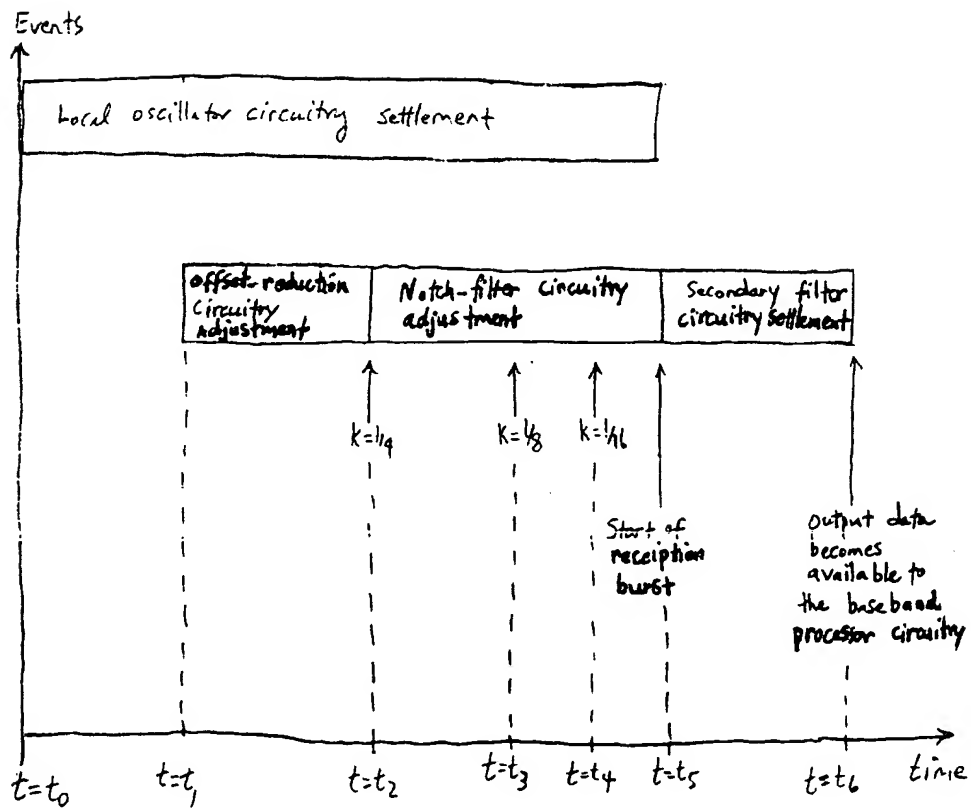 Events
Local oscillator circuitry settlement
Offset-reduction
Circuitry
Adjustment
Notch-filter Circuitry
adjustment
Secondary filter
circuitry settlement
k=1/4
k=1/8
k=1/16
Start of
receiption
burst
Output data
becomes
available to
the baseband
processor circuitry
t=t0
t=t1
t=t2
t=t3
t=t4
t=t5
t=t6
time